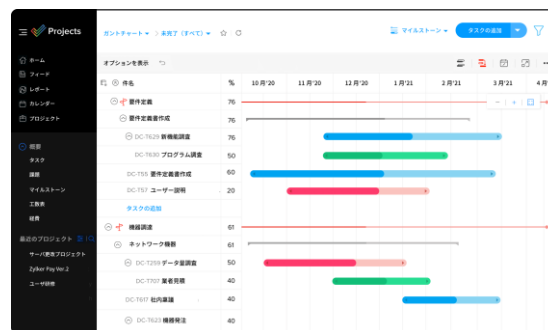 Projects
ガントチャート
未完了 (すべて)
マイルストーン
タスクの追加
ホーム
フィード
レポート
カレンダー
プロジェクト
概要
タスク
課題
マイルストーン
工数表
経費
最近のプロジェクト
サーバ更改プロジェクト
Zylker Pay Ver.2
ユーザ研修
オプションを表示
件名 % 10月'20 11月'20 12月'20 1月'21 2月'21 3月'21
要件定義 76
要件定義書作成 76
DC-T629 新機能調査 76
DC-T630 プログラム調査 50
DC-T55 要件定義書作成 60
DC-T57 ユーザー説明 20
タスクの追加
機器調達 61
ネットワーク機器 61
DC-T259 データ量調査 50
DC-T707 業者見積 40
DC-T617 社内稟議 40
DC-T623 機器発注 40